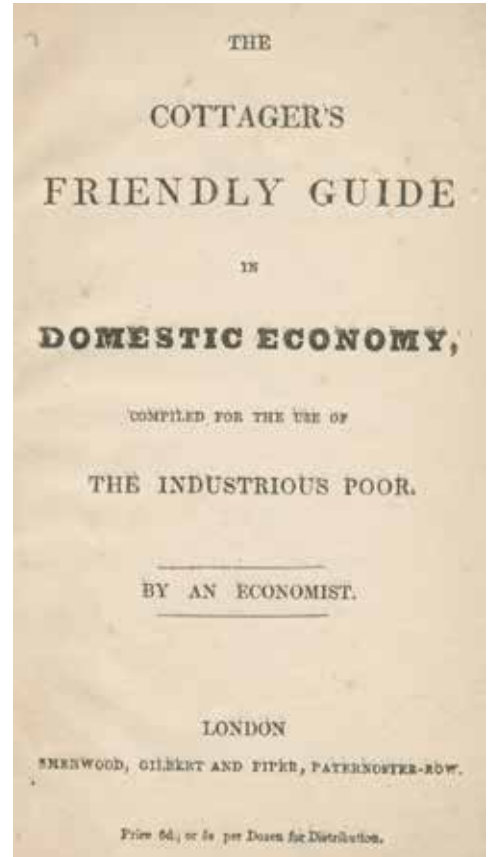 THE
COTTAGER'S
FRIENDLY GUIDE
IN
DOMESTIC ECONOMY,
COMPILED FOR THE USE OF
THE INDUSTRIOUS POOR.
BY AN ECONOMIST.
LONDON
SHERWOOD, GILBERT AND PIPER, PATERNOSTER-ROW.
Price 6d; or 5s per Dozen for Distribution.